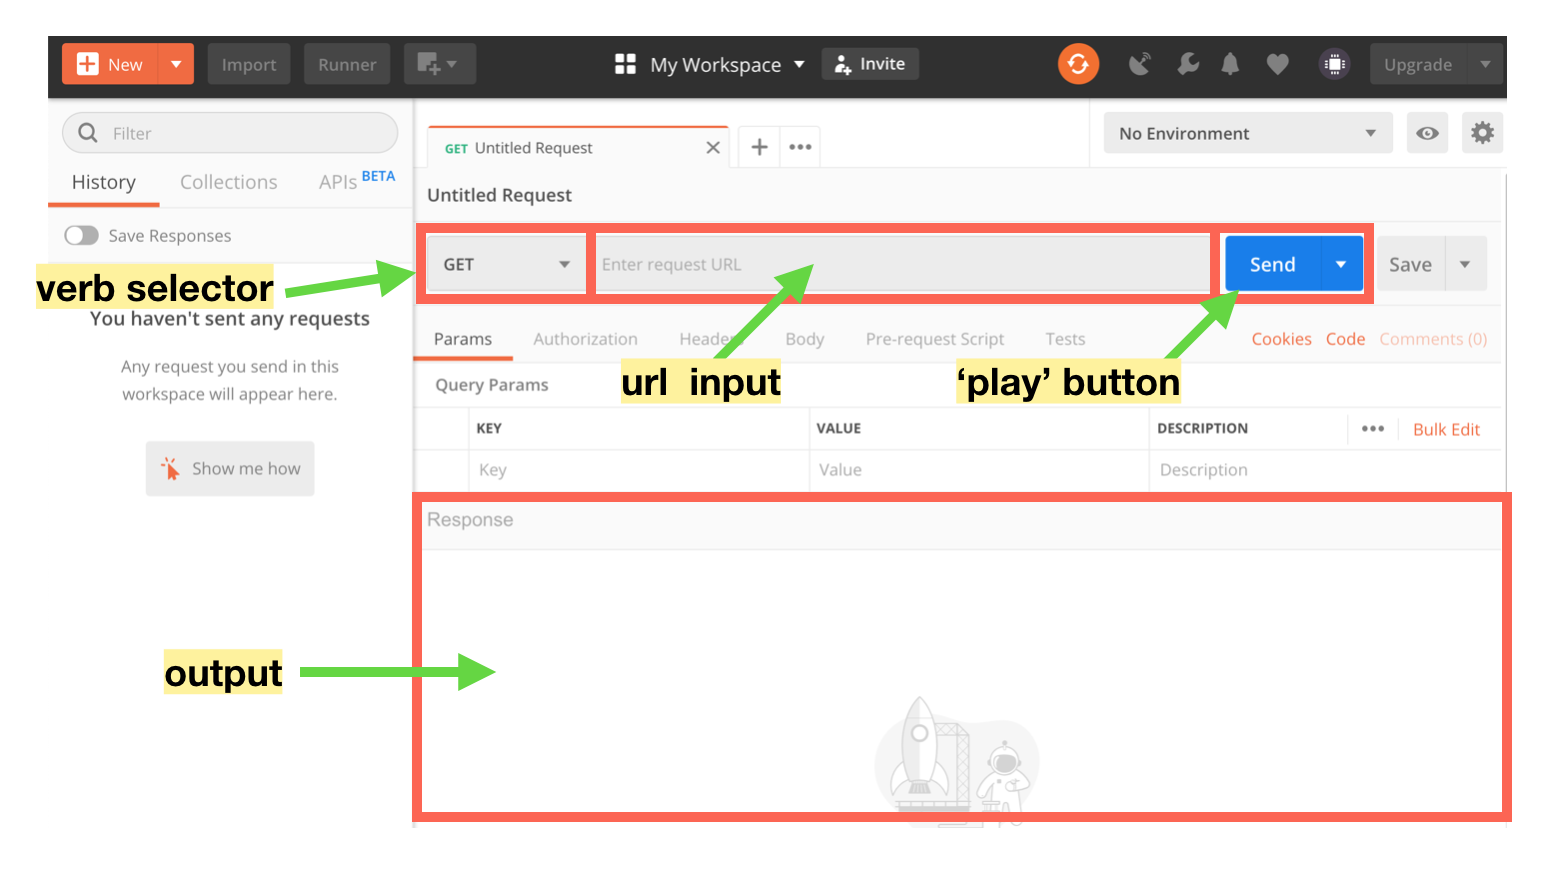 New
Import
Runner
My Workspace
Invite
Upgrade
Filter
History
Collections
APIs BETA
Save Responses
verb selector
You haven't sent any requests
Any request you send in this
workspace will appear here.
Show me how
output
GET Untitled Request
No Environment
Untitled Request
GET
Enter request URL
Send
Save
Params
Authorization
Headers
Body
Pre-request Script
Tests
Cookies
Code
Comments (0)
url input
‘play’ button
Query Params
KEY
VALUE
DESCRIPTION
Bulk Edit
Key
Value
Description
Response